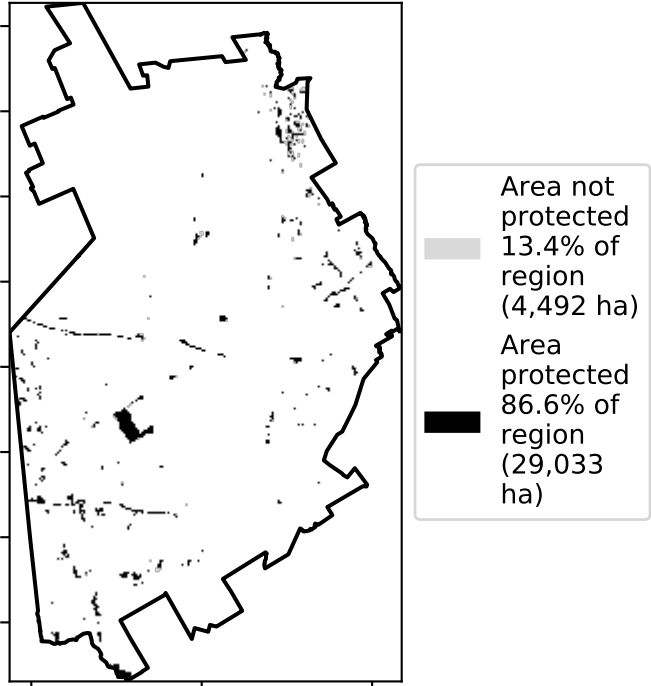 Area not
protected
13.4% of
region
(4,492 ha)
Area
protected
86.6% of
region
(29,033
ha)